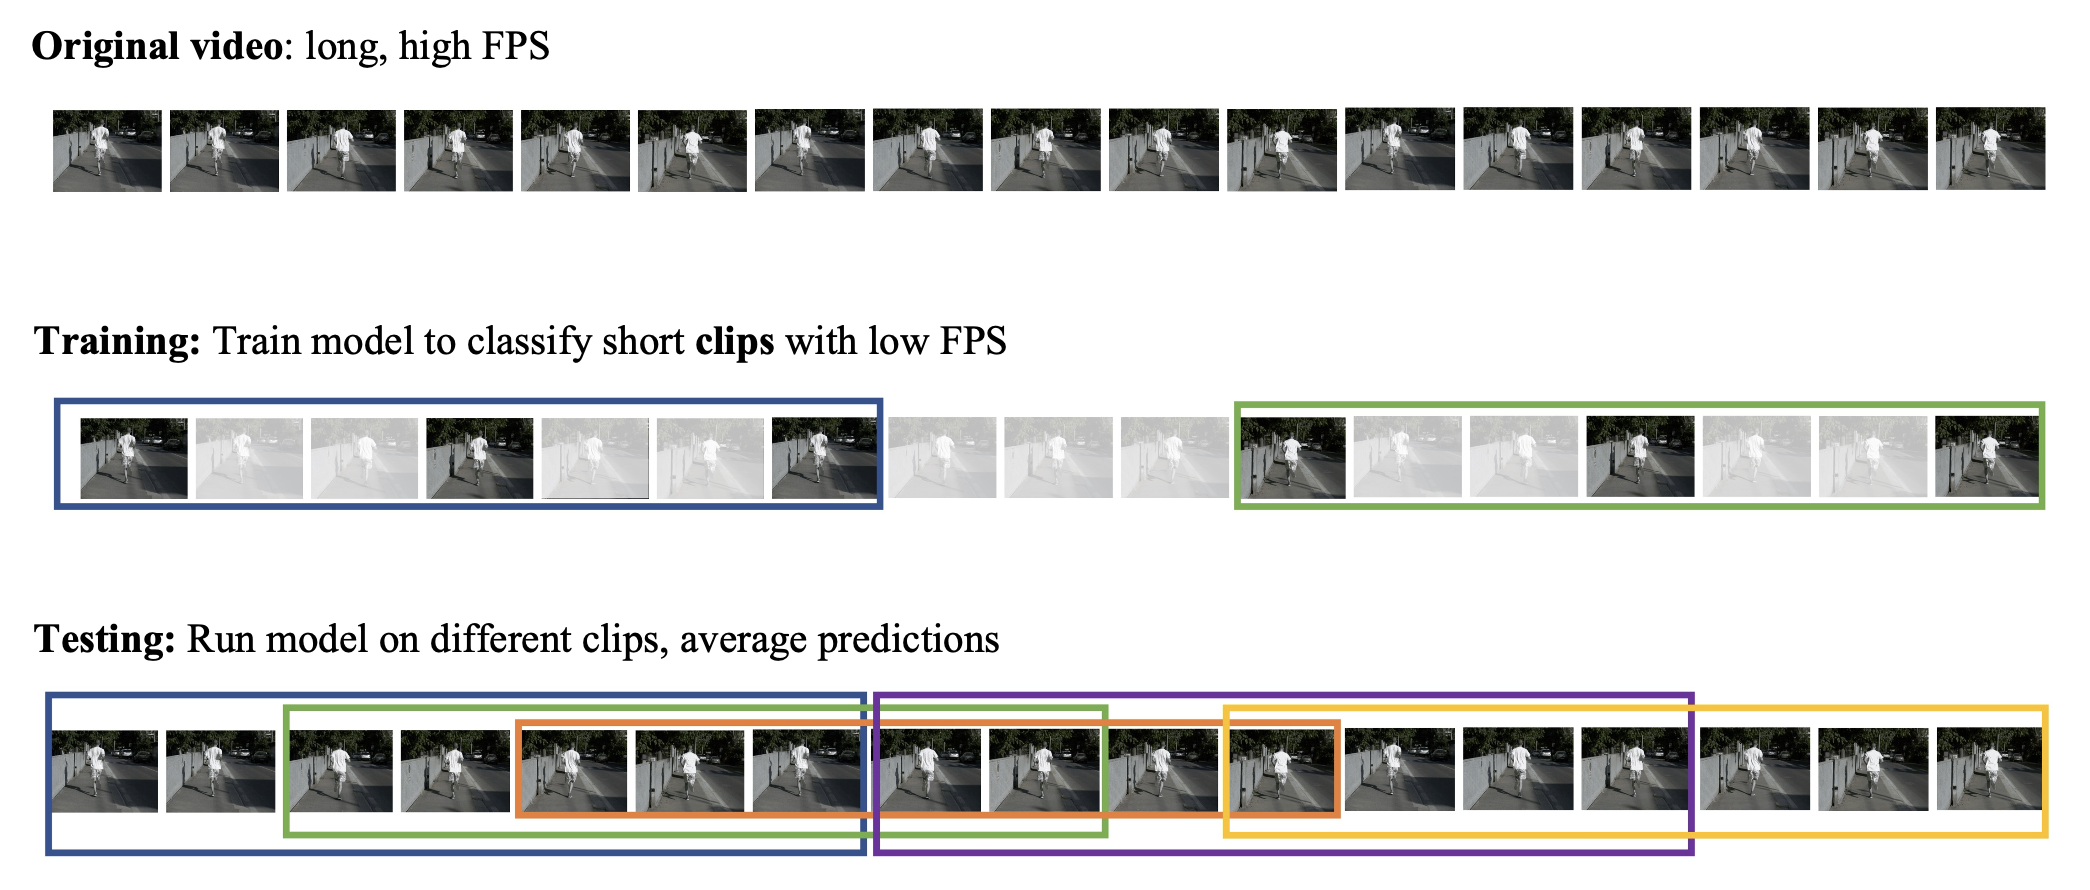 Original video: long, high FPS
Training: Train model to classify short clips with low FPS
Testing: Run model on different clips, average predictions